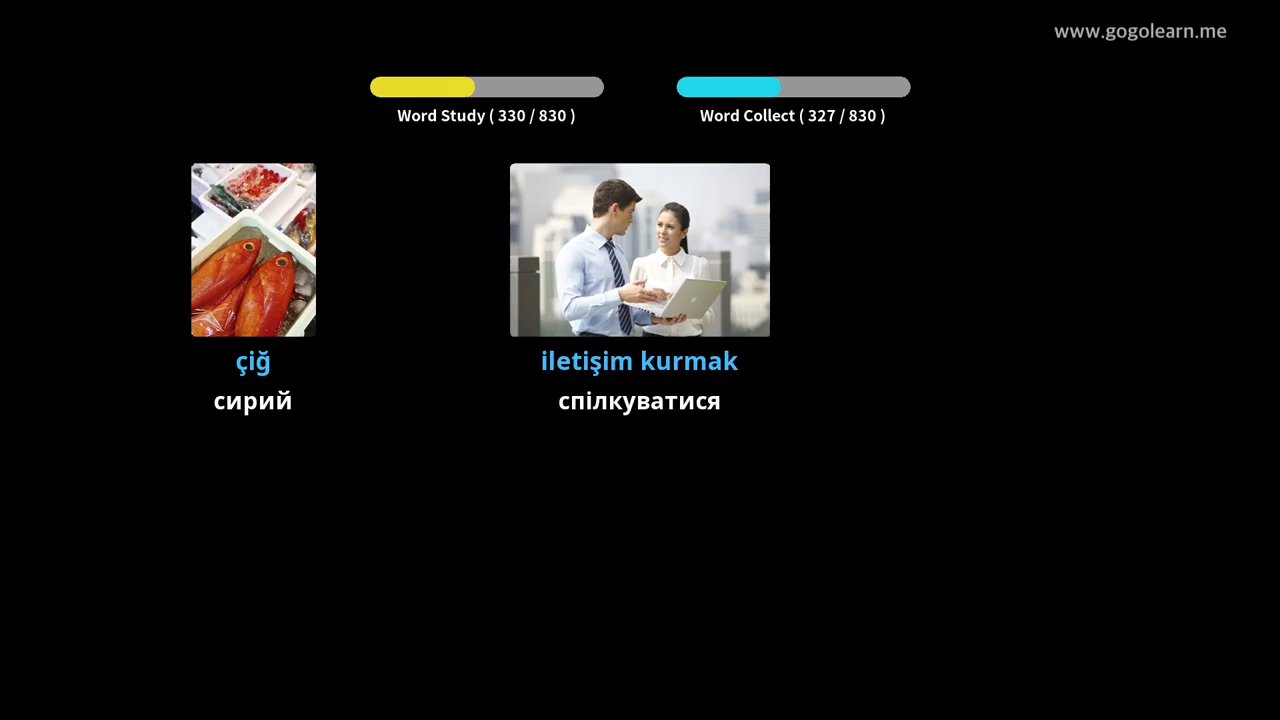 www.gogolearn.me
Word Study ( 330 / 830 )
Word Collect ( 327 / 830 )
çiğ
сирий
iletişim kurmak
спілкуватися